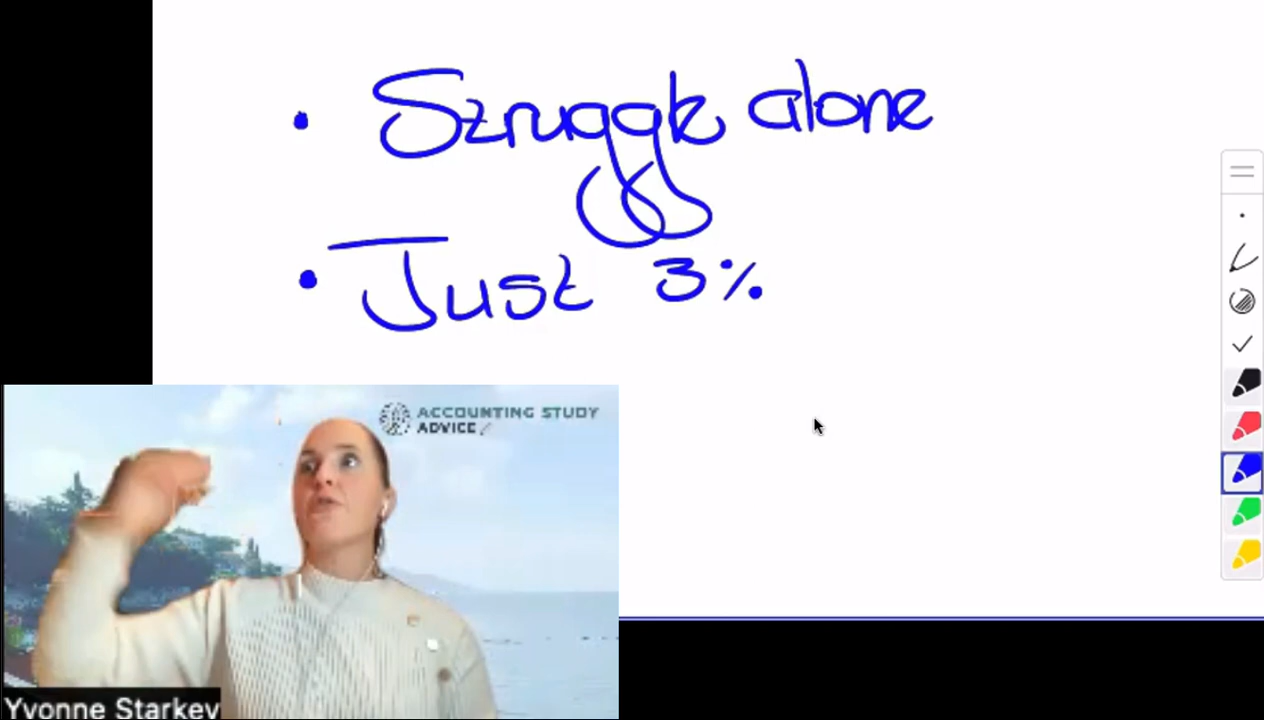 • Struggle alone
• Just 3%
ACCOUNTING STUDY
ADVICE
Yvonne Starkey